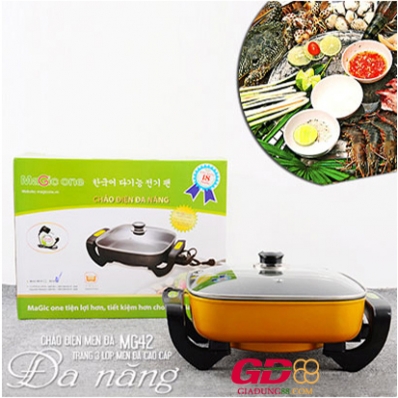 MaGic one 한국어 다기능 전기 팬
CHẢO ĐIỆN ĐA NĂNG
MaGic one tiện lợi hơn, tiết kiệm hơn cho
CHẢO ĐIỆN MEN ĐÁ MG42
TRÁNG 3 LỚP MEN ĐÁ CAO CẤP
Đa năng
GD88
GIADUNG88.COM